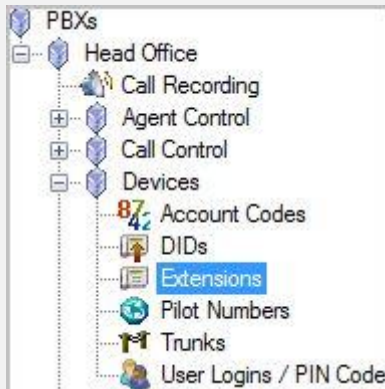 PBXs
Head Office
Call Recording
Agent Control
Call Control
Devices
Account Codes
DIDs
Extensions
Pilot Numbers
Trunks
User Logins / PIN Code